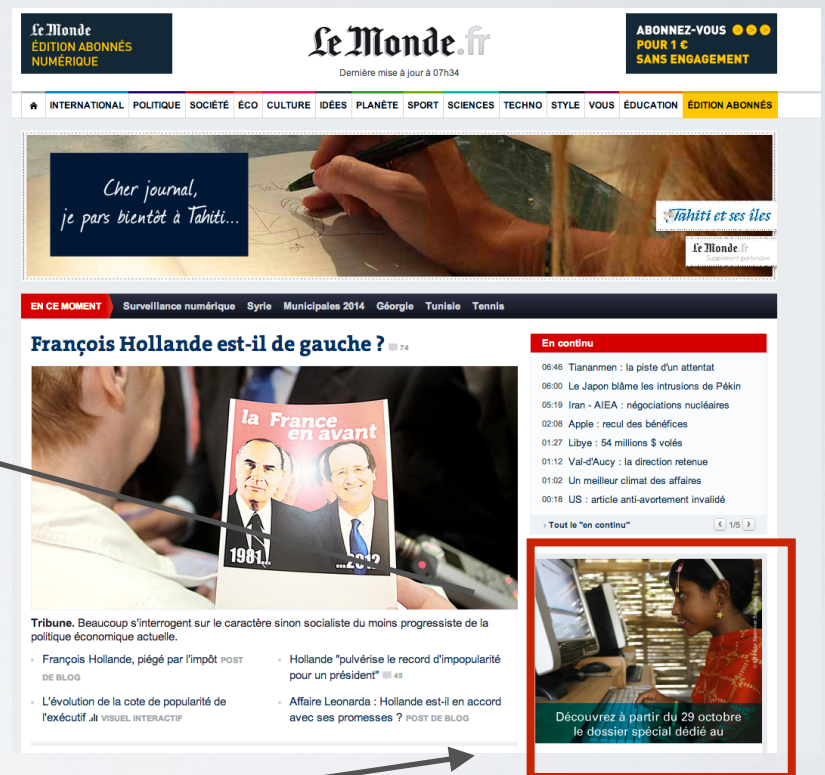 Le Monde
ÉDITION ABONNÉS
NUMÉRIQUE
Le Monde.fr
Dernière mise à jour à 07h34
ABONNEZ-VOUS
POUR 1 €
SANS ENGAGEMENT
INTERNATIONAL POLITIQUE SOCIÉTÉ ÉCO CULTURE IDÉES PLANÈTE SPORT SCIENCES TECHNO STYLE VOUS ÉDUCATION ÉDITION ABONNÉS
Cher journal,
je pars bientôt à Tahiti...
Tahiti et ses îles
Le Monde.fr
Supplément partenaire
EN CE MOMENT Surveillance numérique Syrie Municipales 2014 Géorgie Tunisie Tennis
François Hollande est-il de gauche ? 74
la France
en avant
1981...
...2012
Tribune. Beaucoup s'interrogent sur le caractère sinon socialiste du moins progressiste de la
politique économique actuelle.
François Hollande, piégé par l'impôt POST
DE BLOG
L'évolution de la cote de popularité de
l'exécutif VISUEL INTERACTIF
Hollande "pulvérise le record d'impopularité
pour un président" 45
Affaire Leonarda : Hollande est-il en accord
avec ses promesses ? POST DE BLOG
En continu
06:46 Tiananmen : la piste d'un attentat
06:00 Le Japon blâme les intrusions de Pékin
05:19 Iran - AIEA : négociations nucléaires
02:08 Apple : recul des bénéfices
01:27 Libye : 54 millions $ volés
01:12 Val-d'Aucy : la direction retenue
01:02 Un meilleur climat des affaires
00:18 US : article anti-avortement invalidé
› Tout le "en continu" 1/5
Découvrez à partir du 29 octobre
le dossier spécial dédié au